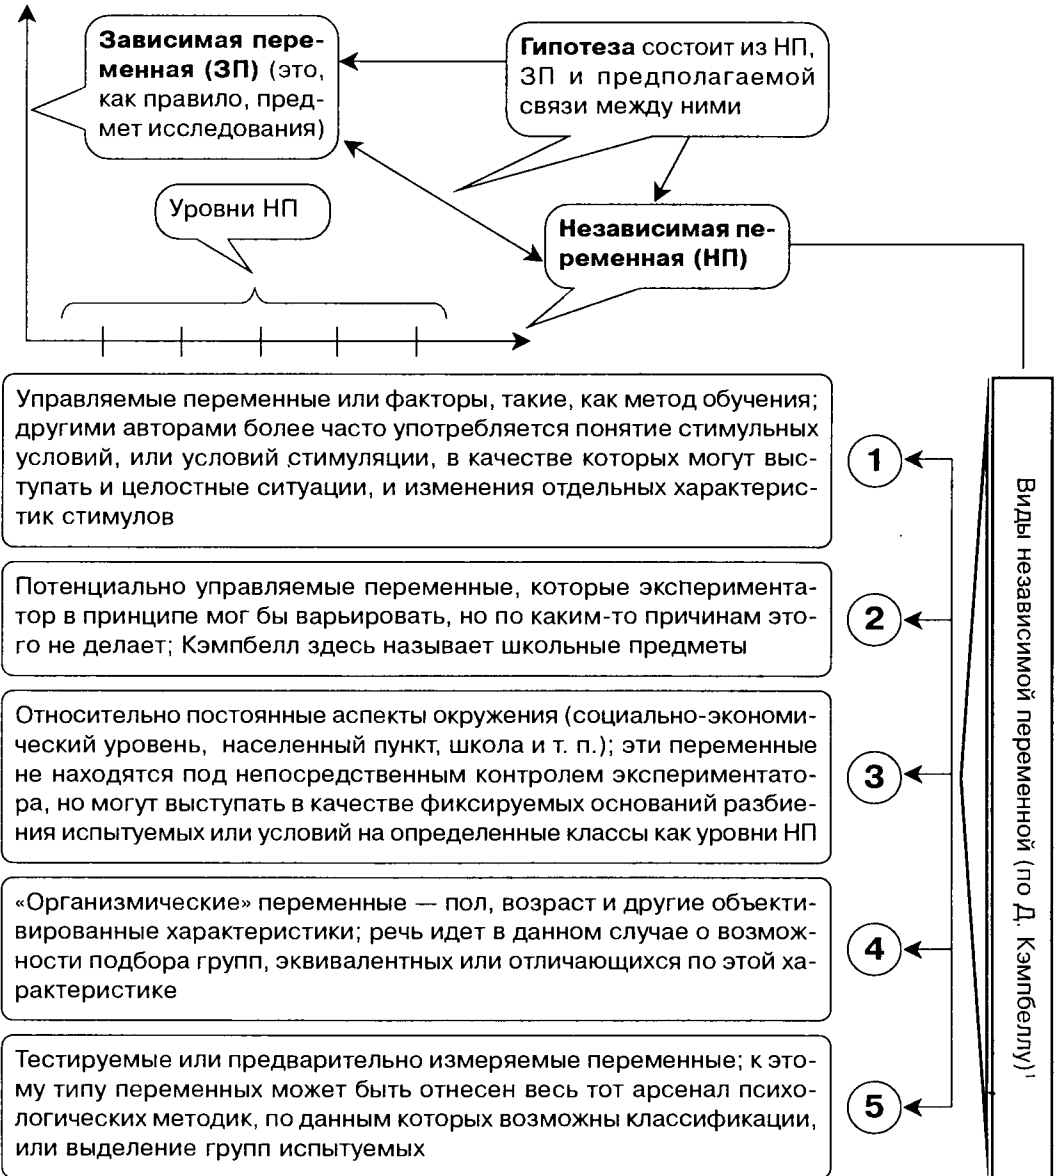 Зависимая пере-
менная (ЗП) (это,
как правило, пред-
мет исследования)
Гипотеза состоит из НП,
ЗП и предполагаемой
связи между ними
Уровни НП
Независимая пе-
ременная (НП)
Управляемые переменные или факторы, такие, как метод обучения;
другими авторами более часто употребляется понятие стимульных
условий, или условий стимуляции, в качестве которых могут выс-
тупать и целостные ситуации, и изменения отдельных характерис-
тик стимулов
1
Потенциально управляемые переменные, которые эксперимента-
тор в принципе мог бы варьировать, но по каким-то причинам это-
го не делает; Кэмпбелл здесь называет школьные предметы
2
Относительно постоянные аспекты окружения (социально-экономи-
ческий уровень, населенный пункт, школа и т. п.); эти переменные
не находятся под непосредственным контролем экспериментато-
ра, но могут выступать в качестве фиксируемых оснований разбие-
ния испытуемых или условий на определенные классы как уровни НП
3
«Организмические» переменные — пол, возраст и другие объекти-
вированные характеристики; речь идет в данном случае о возмож-
ности подбора групп, эквивалентных или отличающихся по этой ха-
рактеристике
4
Тестируемые или предварительно измеряемые переменные; к это-
му типу переменных может быть отнесен весь тот арсенал психо-
логических методик, по данным которых возможны классификации,
или выделение групп испытуемых
5
Виды независимой переменной (по Д. Кэмпбеллу)¹